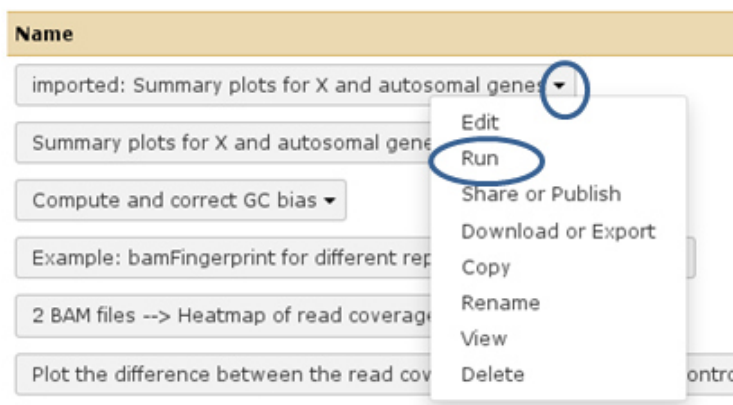 Name
imported: Summary plots for X and autosomal genes
Edit
Summary plots for X and autosomal gene
Run
Share or Publish
Compute and correct GC bias
Download or Export
Example: bamFingerprint for different rep
Copy
Rename
2 BAM files --> Heatmap of read coverage
View
Plot the difference between the read cov
Delete
ontro